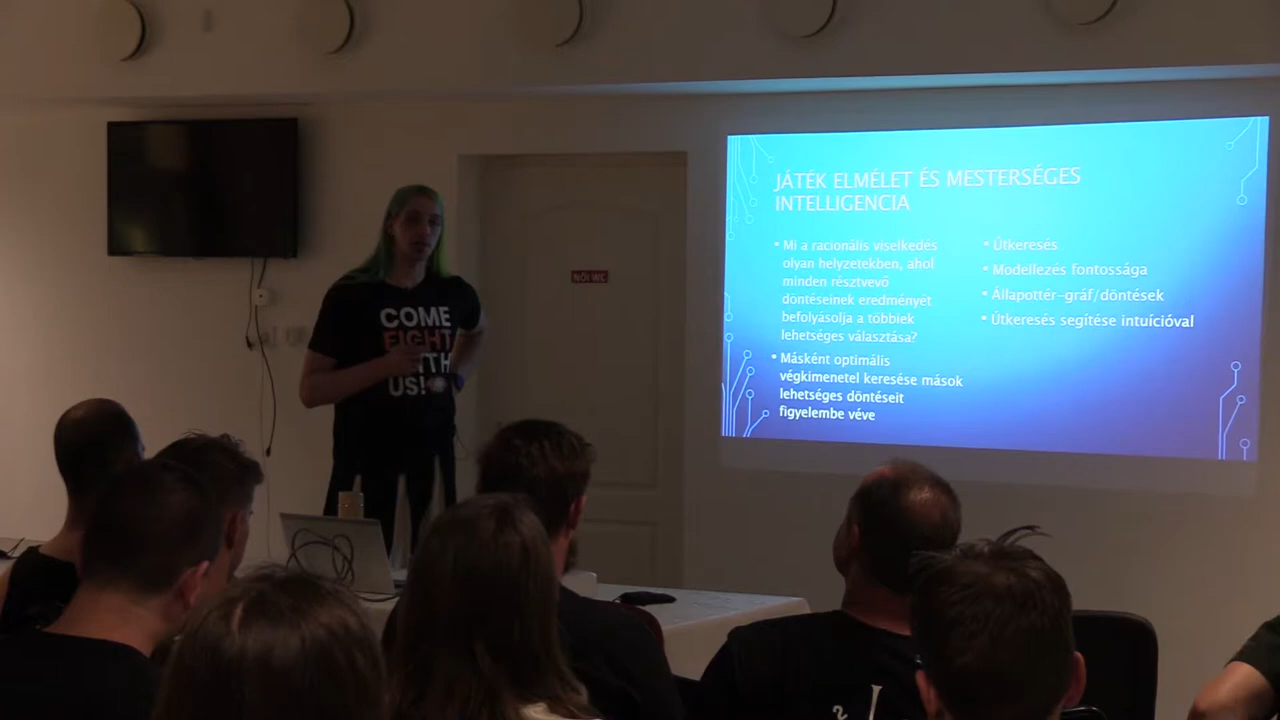 JÁTÉK ELMÉLET ÉS MESTERSÉGES
INTELLIGENCIA
Mi a racionális viselkedés
olyan helyzetekben, ahol
minden résztvevő
döntéseinek eredményét
befolyásolja a többiek
lehetséges választása?
Másként optimális
végkimenetel keresése mások
lehetséges döntéseit
figyelembe véve
Útkeresés
Modellezés fontossága
Állapottér-gráf/döntések
Útkeresés segítése intuícióval
NŐI WC
COME
FIGHT
US!
2